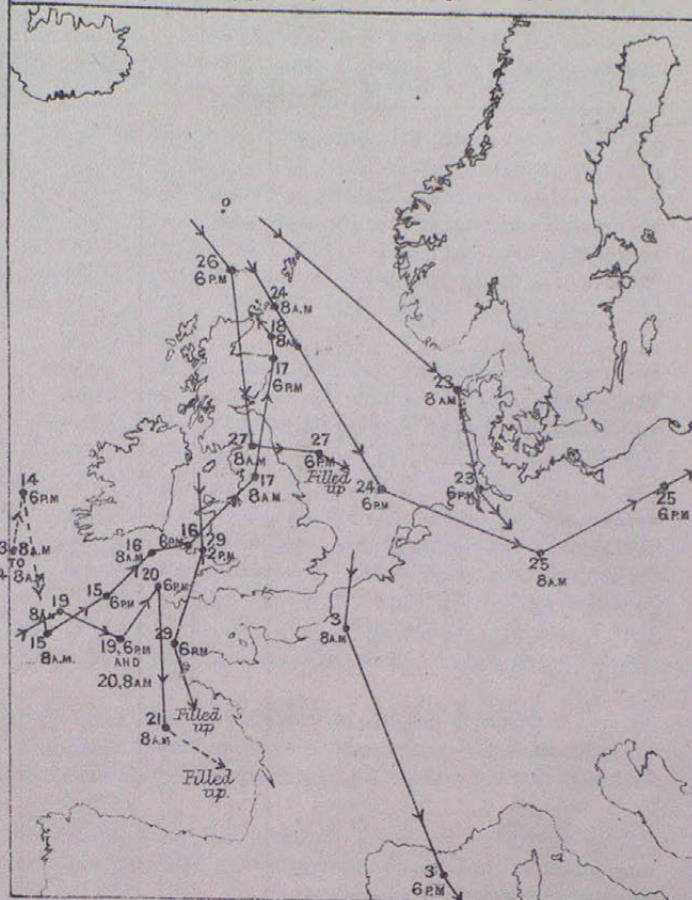 26
6 P.M
24
8 A.M
18
8 A.
17
6 P.M
23
8 A.M
27
8 A.M
27
6 P.M
Filled
up
17
8 A.M
24
6 P.M
23
6 P.M
25
6 P.M
14
6 P.M
8 A.M
TO
8 A.M
16
8 A.M
6 P.M
16
29
2 P.M
25
8 A.M
15
6 P.M
20
6 P.M
19
8 A.M
15
8 A.M.
19, 6 P.M
AND
20, 8 A.M
29
6 P.M
3
8 A.M
Filled
up
21
8 A.M
Filled
up.
3
6 P.M